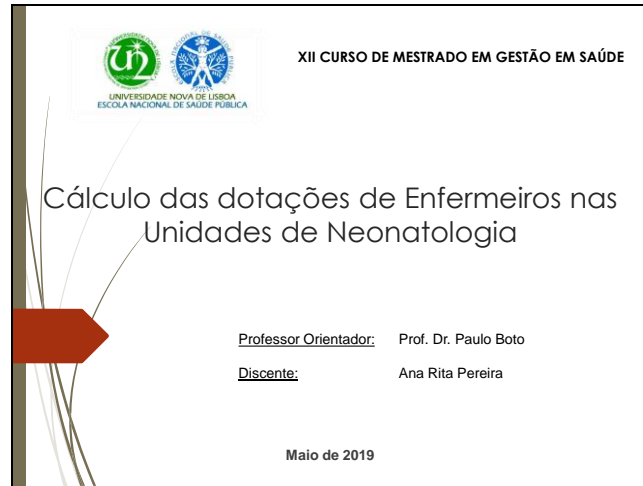 XII CURSO DE MESTRADO EM GESTÃO EM SAÚDE
UNIVERSIDADE NOVA DE LISBOA
ESCOLA NACIONAL DE SAÚDE PÚBLICA
Cálculo das dotações de Enfermeiros nas
Unidades de Neonatologia
Professor Orientador: Prof. Dr. Paulo Boto
Discente: Ana Rita Pereira
Maio de 2019